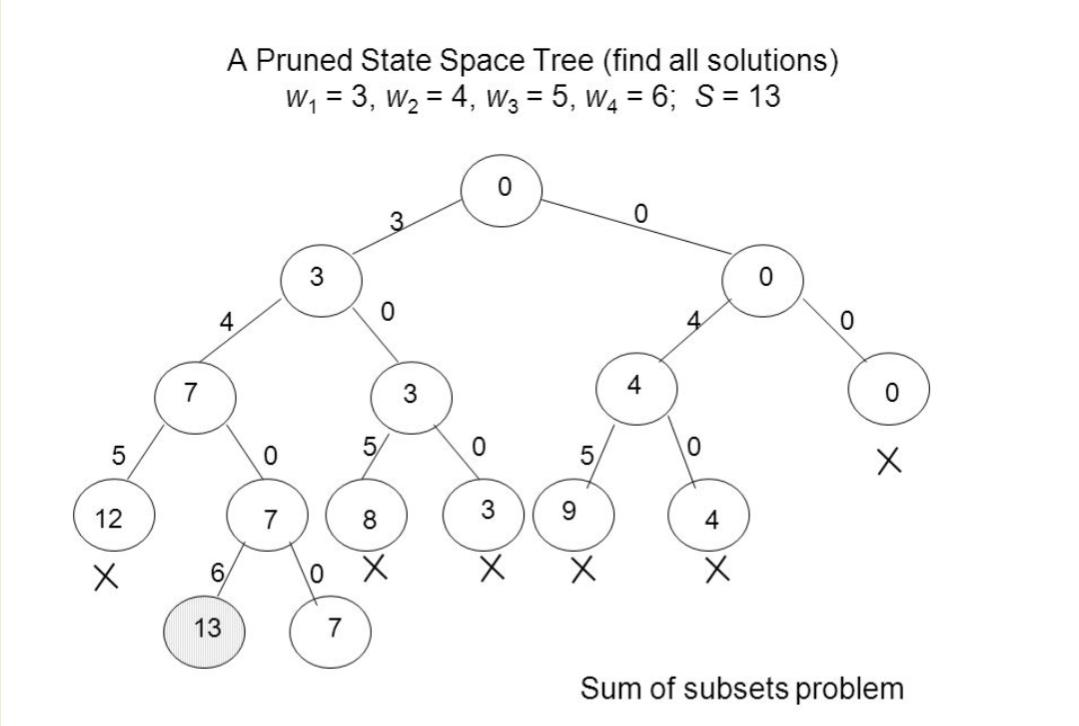 A Pruned State Space Tree (find all solutions)
w₁ = 3, w₂ = 4, w₃ = 5, w₄ = 6; S = 13
0
3 0
3 0
4 0 4 0
7 3 4 0
5 0 5 0 5 0
12 7 8 3 9 4
6 0
13 7
Sum of subsets problem